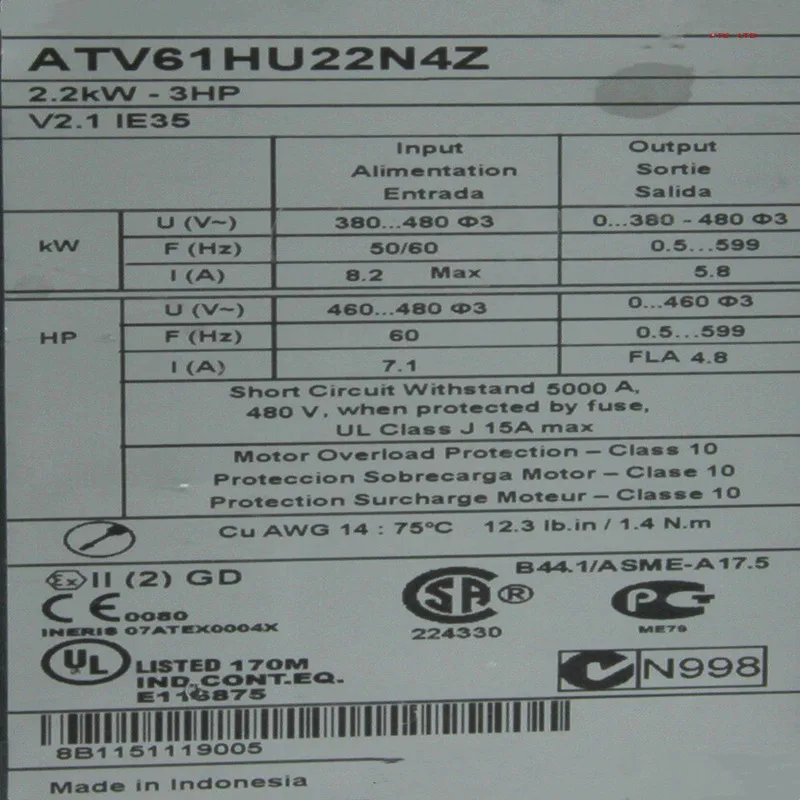 ATV61HU22N4Z
2.2kW - 3HP
V2.1 IE35
Input Output
Alimentation Sortie
Entrada Salida
kW U (V~) 380...480 Φ3 0...380 - 480 Φ3
F (Hz) 50/60 0.5...599
I (A) 8.2 Max 5.8
HP U (V~) 460...480 Φ3 0...460 Φ3
F (Hz) 60 0.5...599
I (A) 7.1 FLA 4.8
Short Circuit Withstand 5000 A,
480 V, when protected by fuse,
UL Class J 15A max
Motor Overload Protection – Class 10
Proteccion Sobrecarga Motor – Clase 10
Protection Surcharge Moteur – Classe 10
Cu AWG 14 : 75°C 12.3 lb.in / 1.4 N.m
Ex II (2) GD
B44.1/ASME-A17.5
CE 0080
INERIS 07ATEX0004X
SA ®
224330
ME79
UL LISTED 170M
IND.CONT.EQ.
E116875
N998
8B1151119005
Made in Indonesia